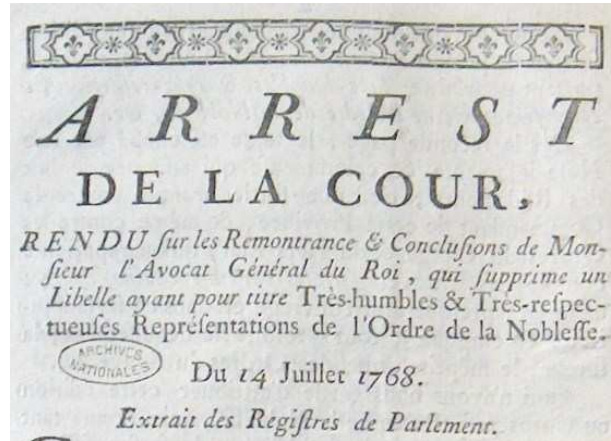 ARREST
DE LA COUR,
RENDU ſur les Remontrance & Concluſions de Mon-
ſieur l'Avocat Général du Roi, qui ſupprime un
Libelle ayant pour titre Très-humbles & Très-reſpec-
tueuſes Repréſentations de l'Ordre de la Nobleſſe.
ARCHIVES
NATIONALES
Du 14 Juillet 1768.
Extrait des Regiſtres de Parlement.